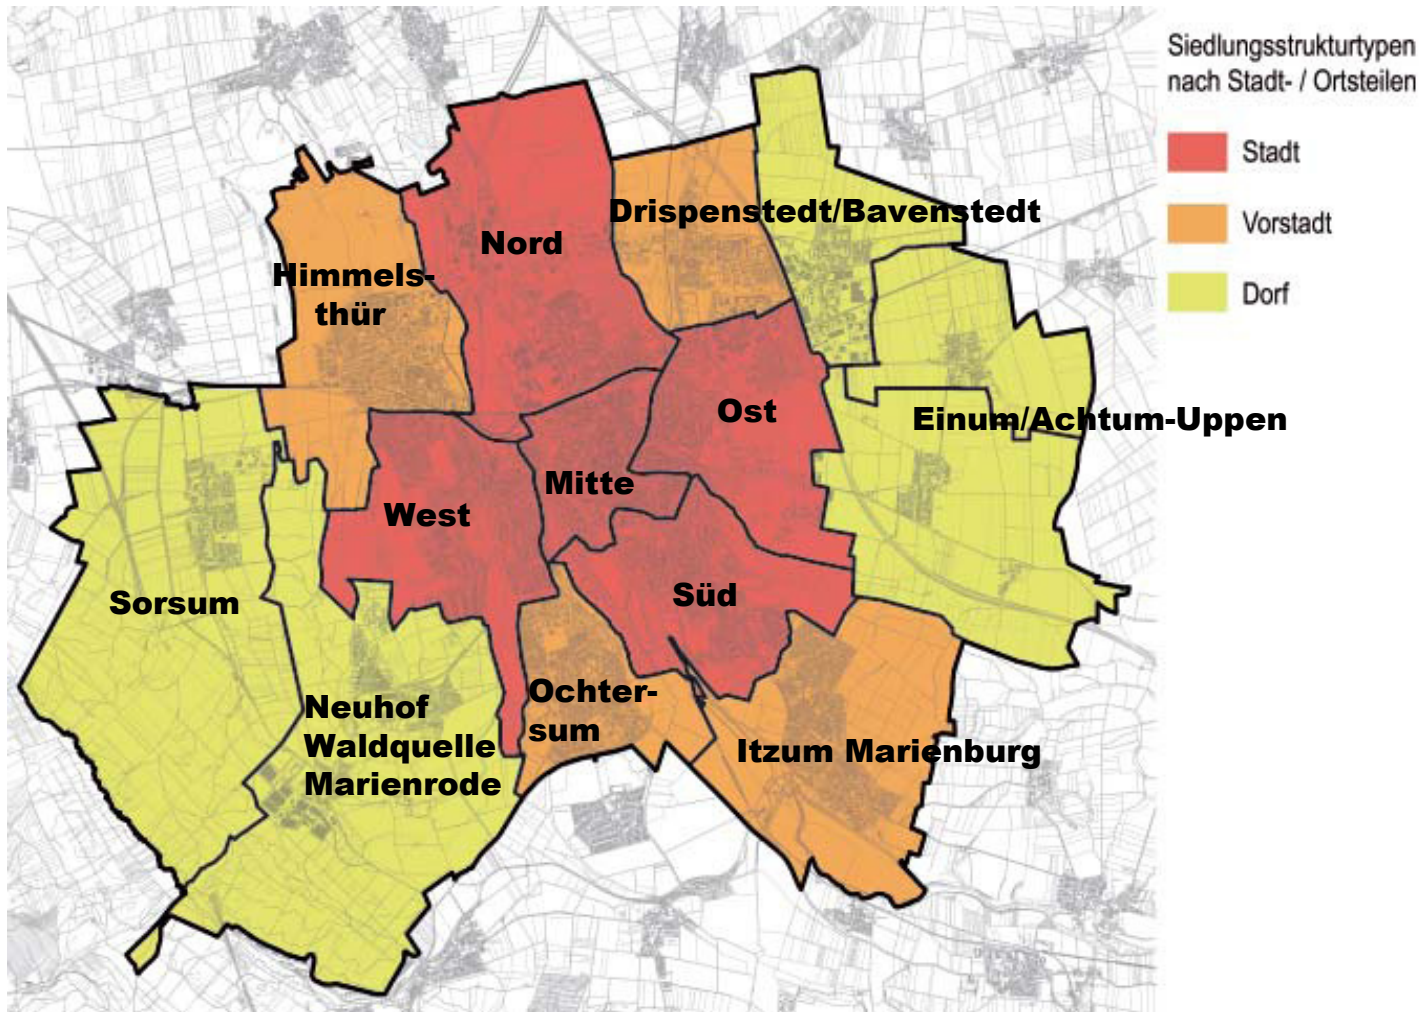 Siedlungsstrukturtypen
nach Stadt- / Ortsteilen
Stadt
Vorstadt
Dorf
Drispenstedt/Bavenstedt
Nord
Himmels-
thür
Ost
Einum/Achtum-Uppen
Mitte
West
Süd
Sorsum
Ochter-
sum
Neuhof
Waldquelle
Marienrode
Itzum Marienburg